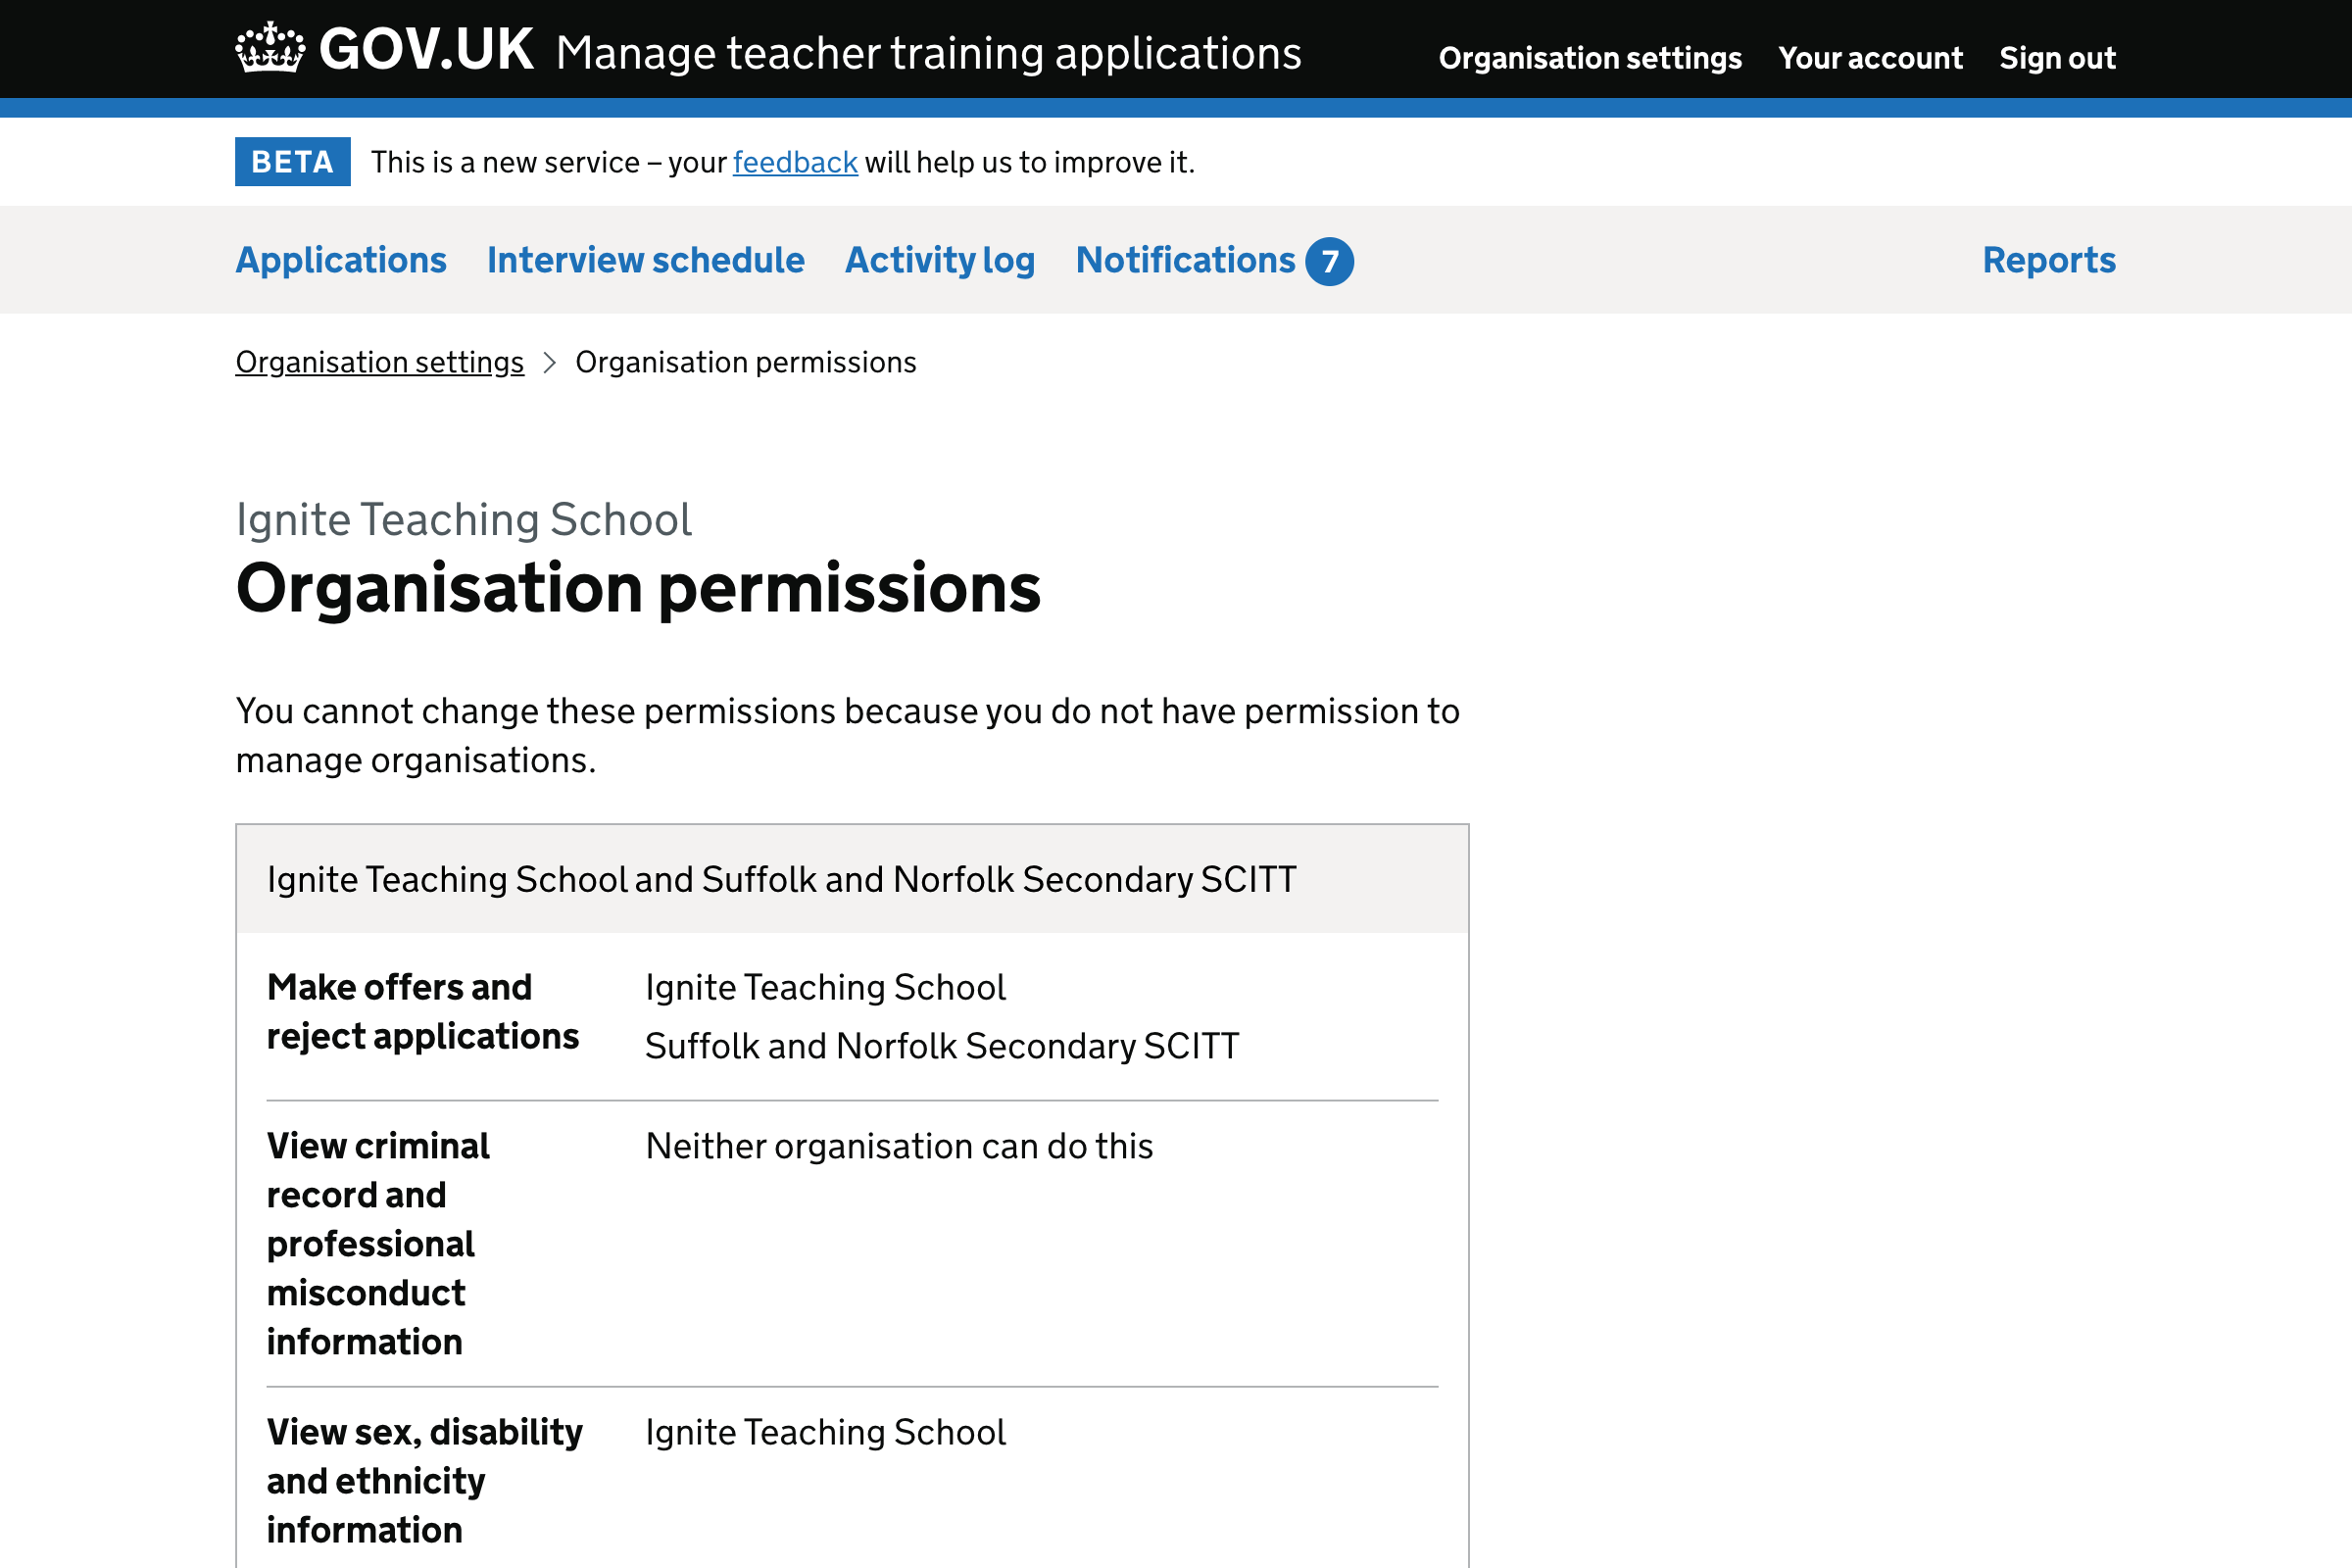 GOV.UK Manage teacher training applications Organisation settings Your account Sign out
BETA This is a new service – your feedback will help us to improve it.
Applications Interview schedule Activity log Notifications 7 Reports
Organisation settings > Organisation permissions
Ignite Teaching School
Organisation permissions
You cannot change these permissions because you do not have permission to
manage organisations.
Ignite Teaching School and Suffolk and Norfolk Secondary SCITT
Make offers and
reject applications
Ignite Teaching School
Suffolk and Norfolk Secondary SCITT
View criminal
record and
professional
misconduct
information
Neither organisation can do this
View sex, disability
and ethnicity
information
Ignite Teaching School